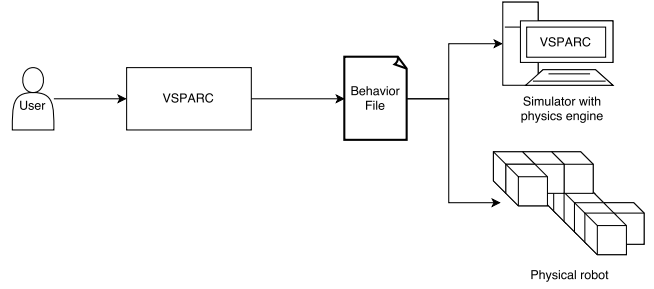 User
VSPARC
Behavior
File
VSPARC
Simulator with
physics engine
Physical robot